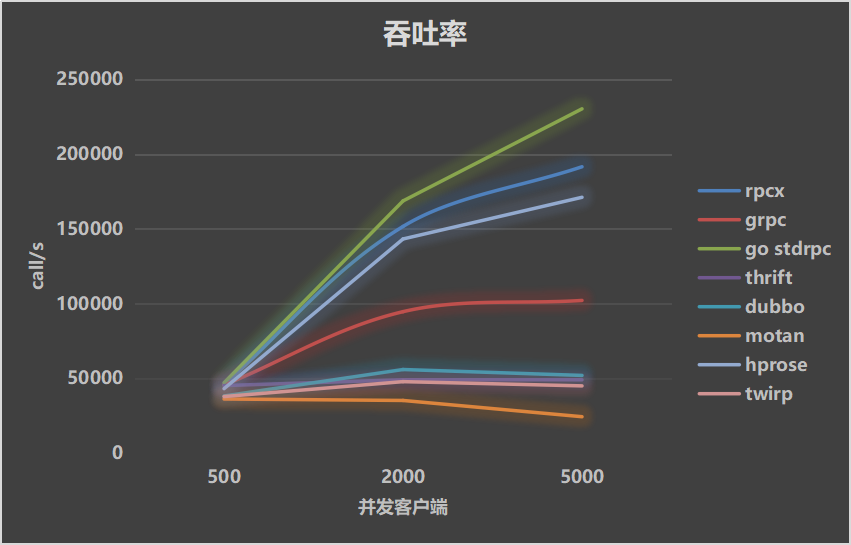 吞吐率
250000
200000
150000
100000
50000
0
call/s
500 2000 5000
并发客户端
rpcx
grpc
go stdrpc
thrift
dubbo
motan
hprose
twirp